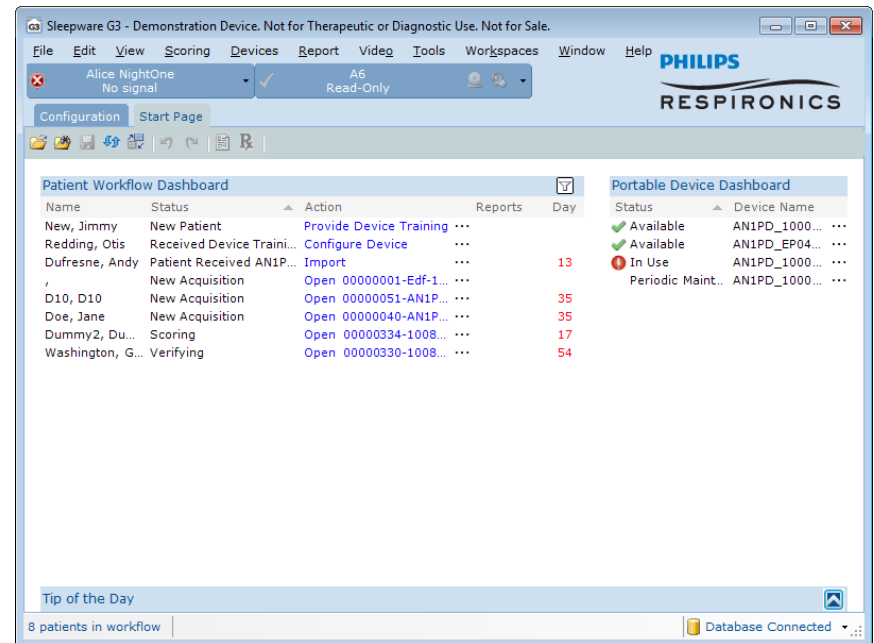 G3 Sleepware G3 - Demonstration Device. Not for Therapeutic or Diagnostic Use. Not for Sale.
File Edit View Scoring Devices Report Video Tools Workspaces Window Help
PHILIPS
RESPIRONICS
Alice NightOne
No signal
A6
Read-Only
Configuration Start Page
Patient Workflow Dashboard
Name Status Action Reports Day
New, Jimmy New Patient Provide Device Training ...
Redding, Otis Received Device Traini... Configure Device ...
Dufresne, Andy Patient Received AN1P... Import ... 13
, New Acquisition Open 00000001-Edf-1... ...
D10, D10 New Acquisition Open 00000051-AN1P... ... 35
Doe, Jane New Acquisition Open 00000040-AN1P... ... 35
Dummy2, Du... Scoring Open 00000334-1008... ... 17
Washington, G... Verifying Open 00000330-1008... ... 54
Portable Device Dashboard
Status Device Name
Available AN1PD_1000... ...
Available AN1PD_EP04... ...
In Use AN1PD_1000... ...
Periodic Maint... AN1PD_1000... ...
Tip of the Day
8 patients in workflow
Database Connected